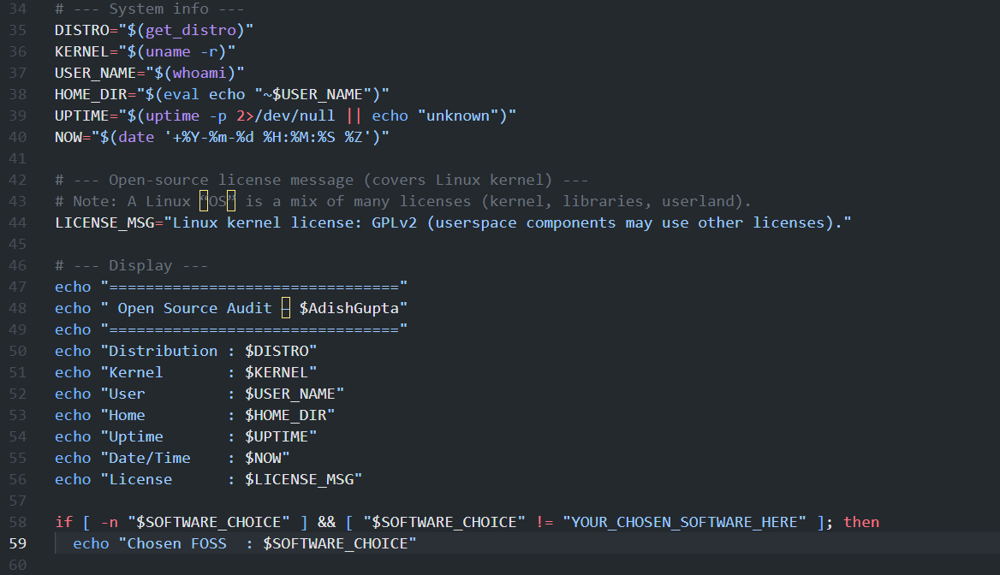 34 # --- System info ---
35 DISTRO="$(get_distro)"
36 KERNEL="$(uname -r)"
37 USER_NAME="$(whoami)"
38 HOME_DIR="$(eval echo "~$USER_NAME")"
39 UPTIME="$(uptime -p 2>/dev/null || echo "unknown")"
40 NOW="$(date '+%Y-%m-%d %H:%M:%S %Z')"
41
42 # --- Open-source license message (covers Linux kernel) ---
43 # Note: A Linux “OS” is a mix of many licenses (kernel, libraries, userland).
44 LICENSE_MSG="Linux kernel license: GPLv2 (userspace components may use other licenses)."
45
46 # --- Display ---
47 echo "================================"
48 echo " Open Source Audit – $AdishGupta"
49 echo "================================"
50 echo "Distribution : $DISTRO"
51 echo "Kernel       : $KERNEL"
52 echo "User         : $USER_NAME"
53 echo "Home         : $HOME_DIR"
54 echo "Uptime       : $UPTIME"
55 echo "Date/Time    : $NOW"
56 echo "License      : $LICENSE_MSG"
57
58 if [ -n "$SOFTWARE_CHOICE" ] && [ "$SOFTWARE_CHOICE" != "YOUR_CHOSEN_SOFTWARE_HERE" ]; then
59   echo "Chosen FOSS  : $SOFTWARE_CHOICE"
60